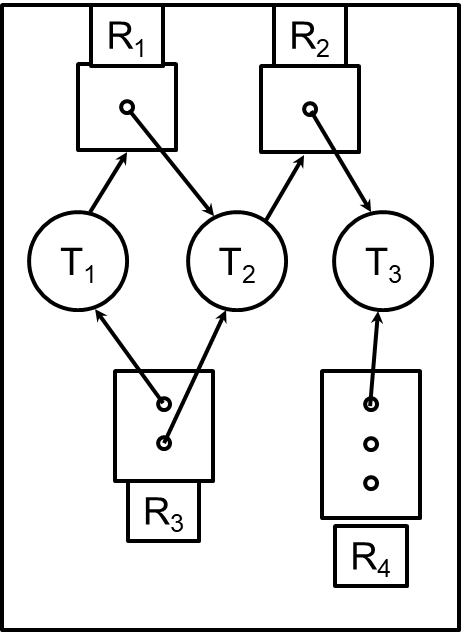 R₁ R₂
T₁ T₂ T₃
R₃
R₄